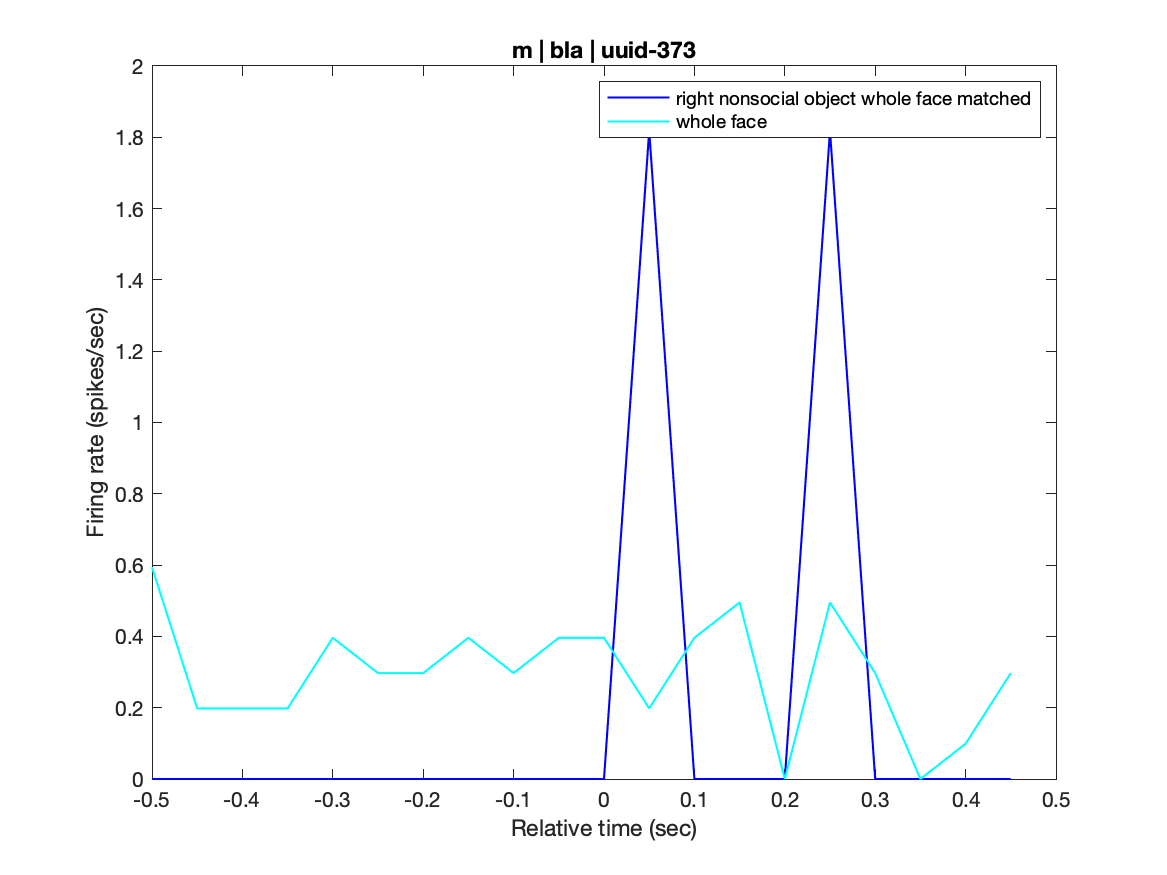 m | bla | uuid-373
right nonsocial object whole face matched
whole face
2
1.8
1.6
1.4
1.2
1
0.8
0.6
0.4
0.2
0
Firing rate (spikes/sec)
-0.5 -0.4 -0.3 -0.2 -0.1 0 0.1 0.2 0.3 0.4 0.5
Relative time (sec)